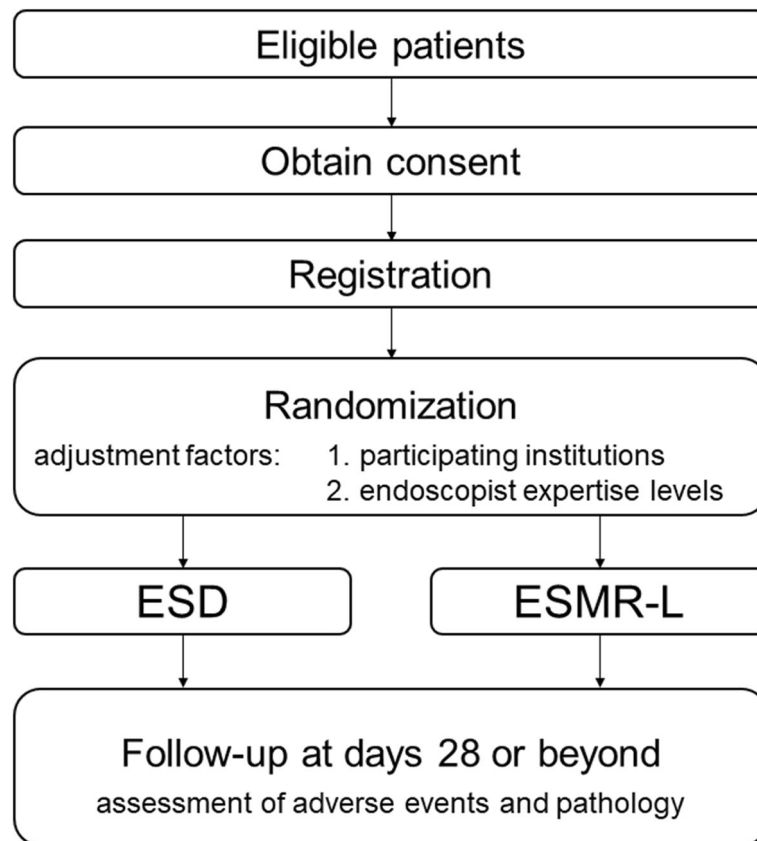 Eligible patients
Obtain consent
Registration
Randomization
adjustment factors: 1. participating institutions
2. endoscopist expertise levels
ESD ESMR-L
Follow-up at days 28 or beyond
assessment of adverse events and pathology